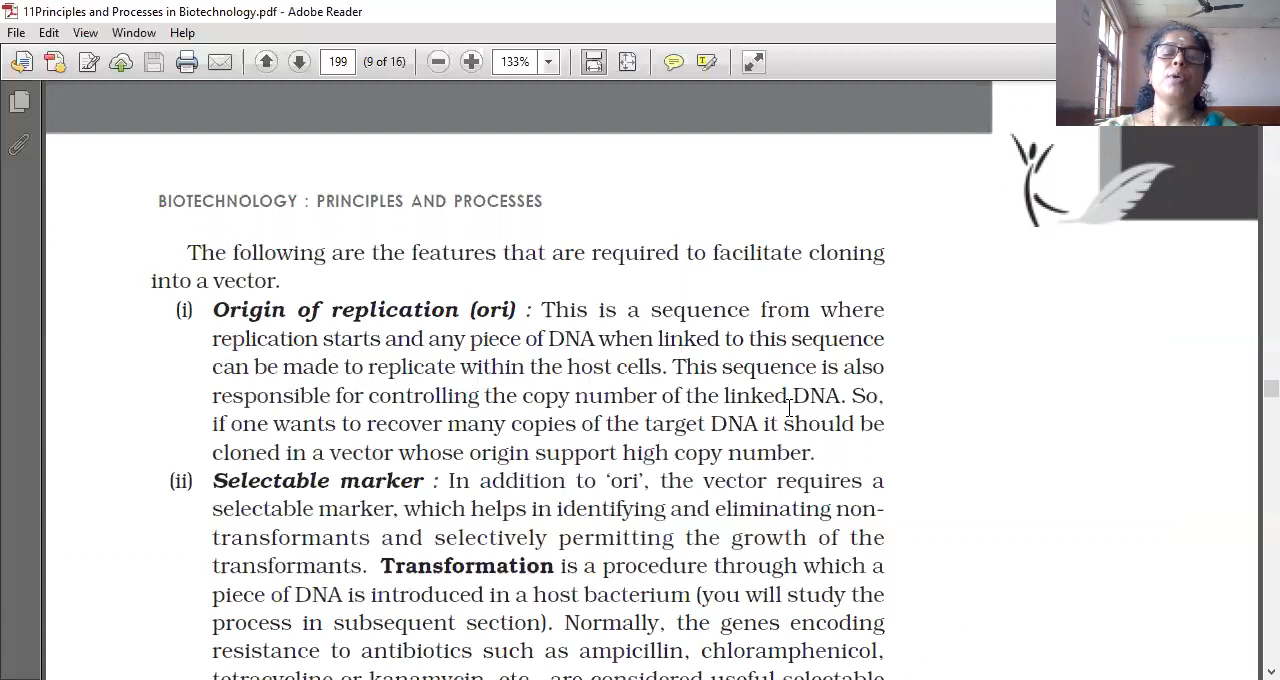 11Principles and Processes in Biotechnology.pdf - Adobe Reader
File Edit View Window Help
199 (9 of 16) 133%
BIOTECHNOLOGY : PRINCIPLES AND PROCESSES
The following are the features that are required to facilitate cloning
into a vector.
(i) Origin of replication (ori) : This is a sequence from where
replication starts and any piece of DNA when linked to this sequence
can be made to replicate within the host cells. This sequence is also
responsible for controlling the copy number of the linked DNA. So,
if one wants to recover many copies of the target DNA it should be
cloned in a vector whose origin support high copy number.
(ii) Selectable marker : In addition to ‘ori’, the vector requires a
selectable marker, which helps in identifying and eliminating non-
transformants and selectively permitting the growth of the
transformants. Transformation is a procedure through which a
piece of DNA is introduced in a host bacterium (you will study the
process in subsequent section). Normally, the genes encoding
resistance to antibiotics such as ampicillin, chloramphenicol,
tetracycline or kanamycin, etc., are considered useful selectable